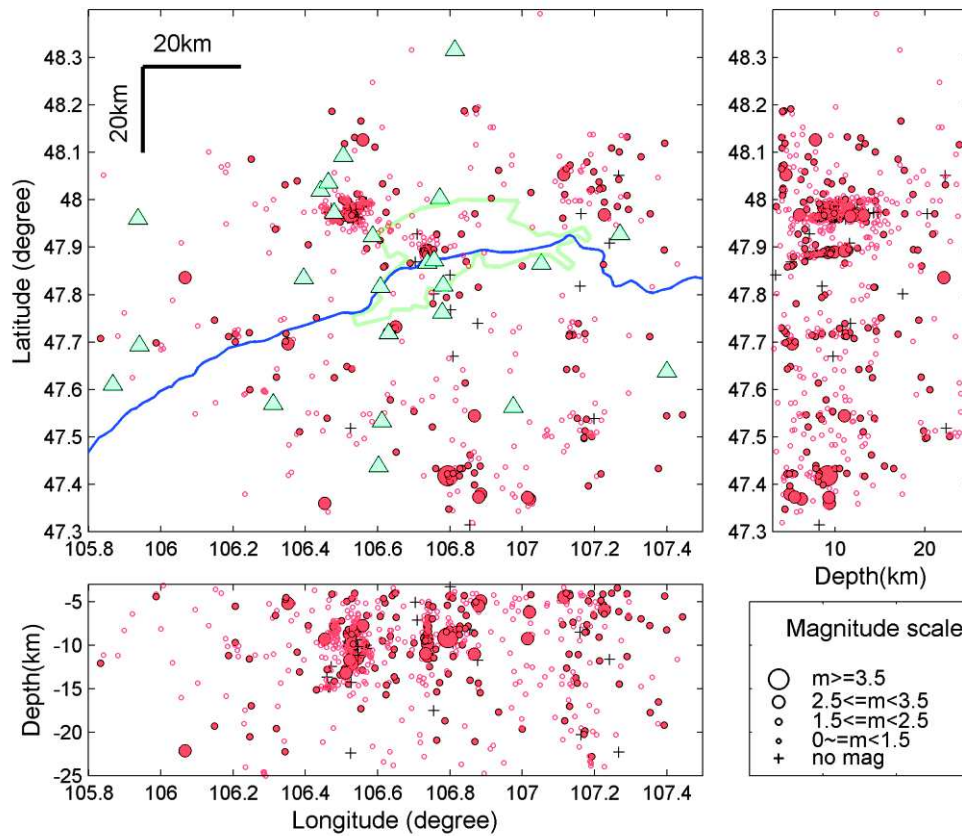 20km
20km
48.3
48.2
48.1
48
47.9
47.8
47.7
47.6
47.5
47.4
47.3
Latitude (degree)
105.8 106 106.2 106.4 106.6 106.8 107 107.2 107.4
48.3
48.2
48.1
48
47.9
47.8
47.7
47.6
47.5
47.4
47.3
10 20
Depth(km)
-5
-10
-15
-20
-25
Depth(km)
105.8 106 106.2 106.4 106.6 106.8 107 107.2 107.4
Longitude (degree)
Magnitude scale
m>=3.5
2.5<=m<3.5
1.5<=m<2.5
0~=m<1.5
no mag